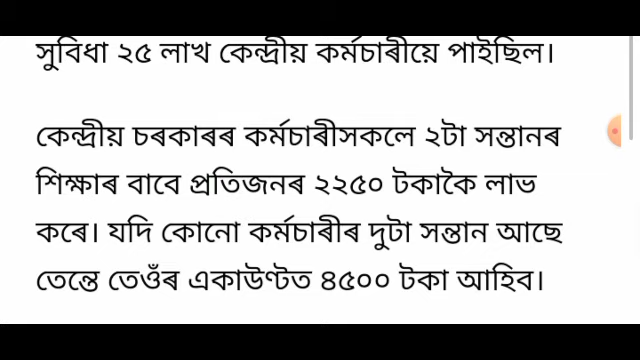 সুবিধা ২৫ লাখ কেন্দ্ৰীয় কৰ্মচাৰীয়ে পাইছিল।
কেন্দ্ৰীয় চৰকাৰৰ কৰ্মচাৰীসকলে ২টা সন্তানৰ
শিক্ষাৰ বাবে প্ৰতিজনৰ ২২৫০ টকাকৈ লাভ
কৰে। যদি কোনো কৰ্মচাৰীৰ দুটা সন্তান আছে
তেন্তে তেওঁৰ একাউণ্টত ৪৫০০ টকা আহিব।